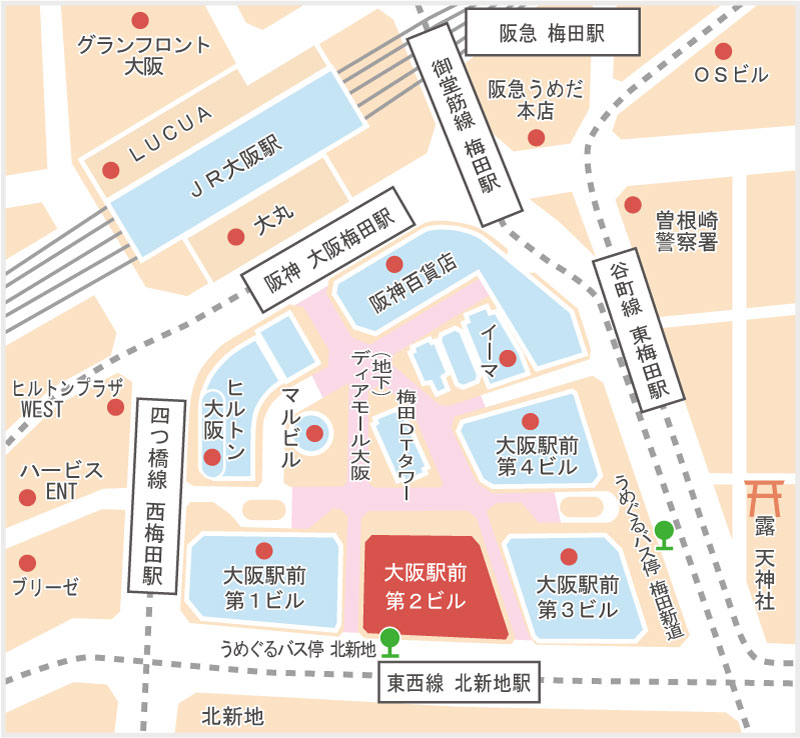 グランフロント
大阪
阪急 梅田駅
御堂筋線 梅田駅
ＯＳビル
阪急うめだ
本店
ＬＵＣＵＡ
ＪＲ大阪駅
大丸
阪神 大阪梅田駅
曽根崎
警察署
阪神百貨店
谷町線 東梅田駅
イーマ
ヒルトンプラザ
WEST
ヒルトン
大阪
マルビル
ディアモール大阪
（地下）
梅田ＤＴタワー
四つ橋線 西梅田駅
大阪駅前
第４ビル
ハービス
ENT
うめぐるバス停 梅田新道
露 天神社
ブリーゼ
大阪駅前
第１ビル
大阪駅前
第２ビル
大阪駅前
第３ビル
うめぐるバス停 北新地
東西線 北新地駅
北新地